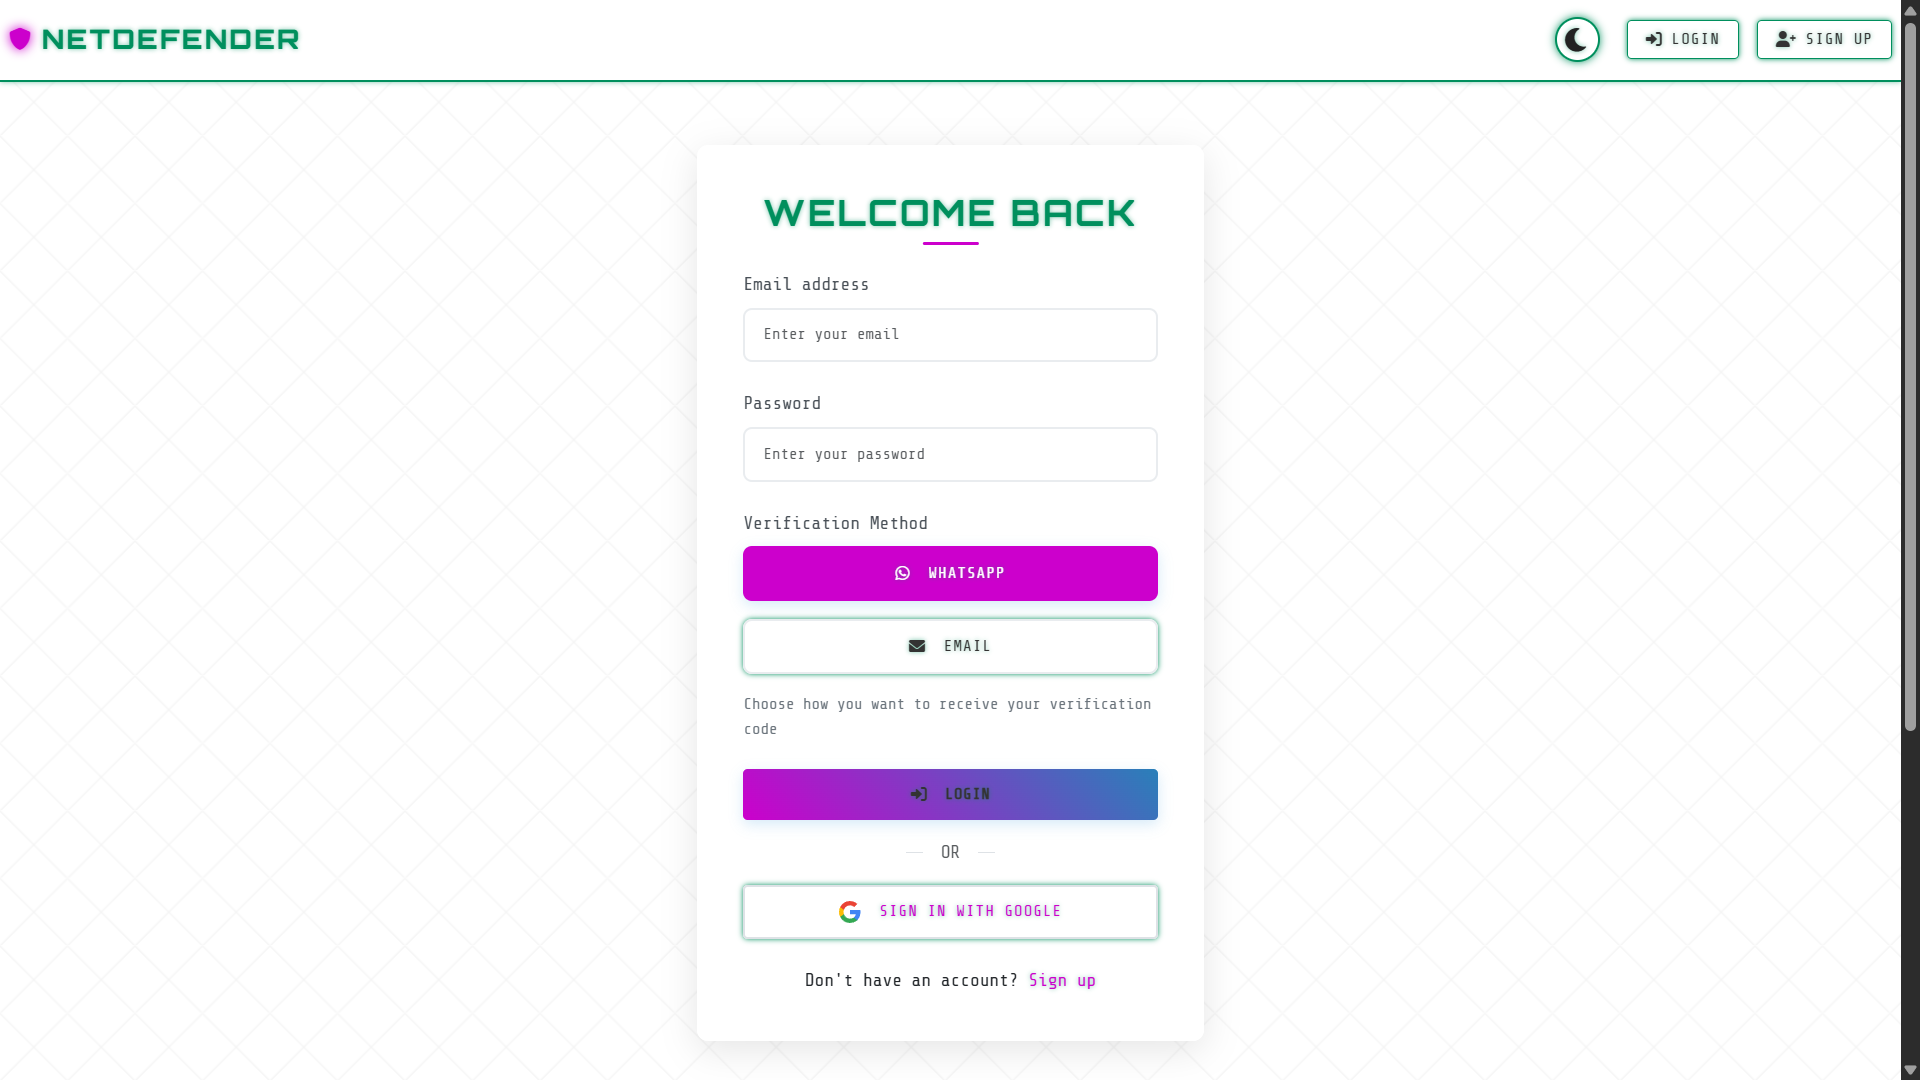 NETDEFENDER
LOGIN
SIGN UP
WELCOME BACK
Email address
Enter your email
Password
Enter your password
Verification Method
WHATSAPP
EMAIL
Choose how you want to receive your verification
code
LOGIN
OR
SIGN IN WITH GOOGLE
Don't have an account? Sign up